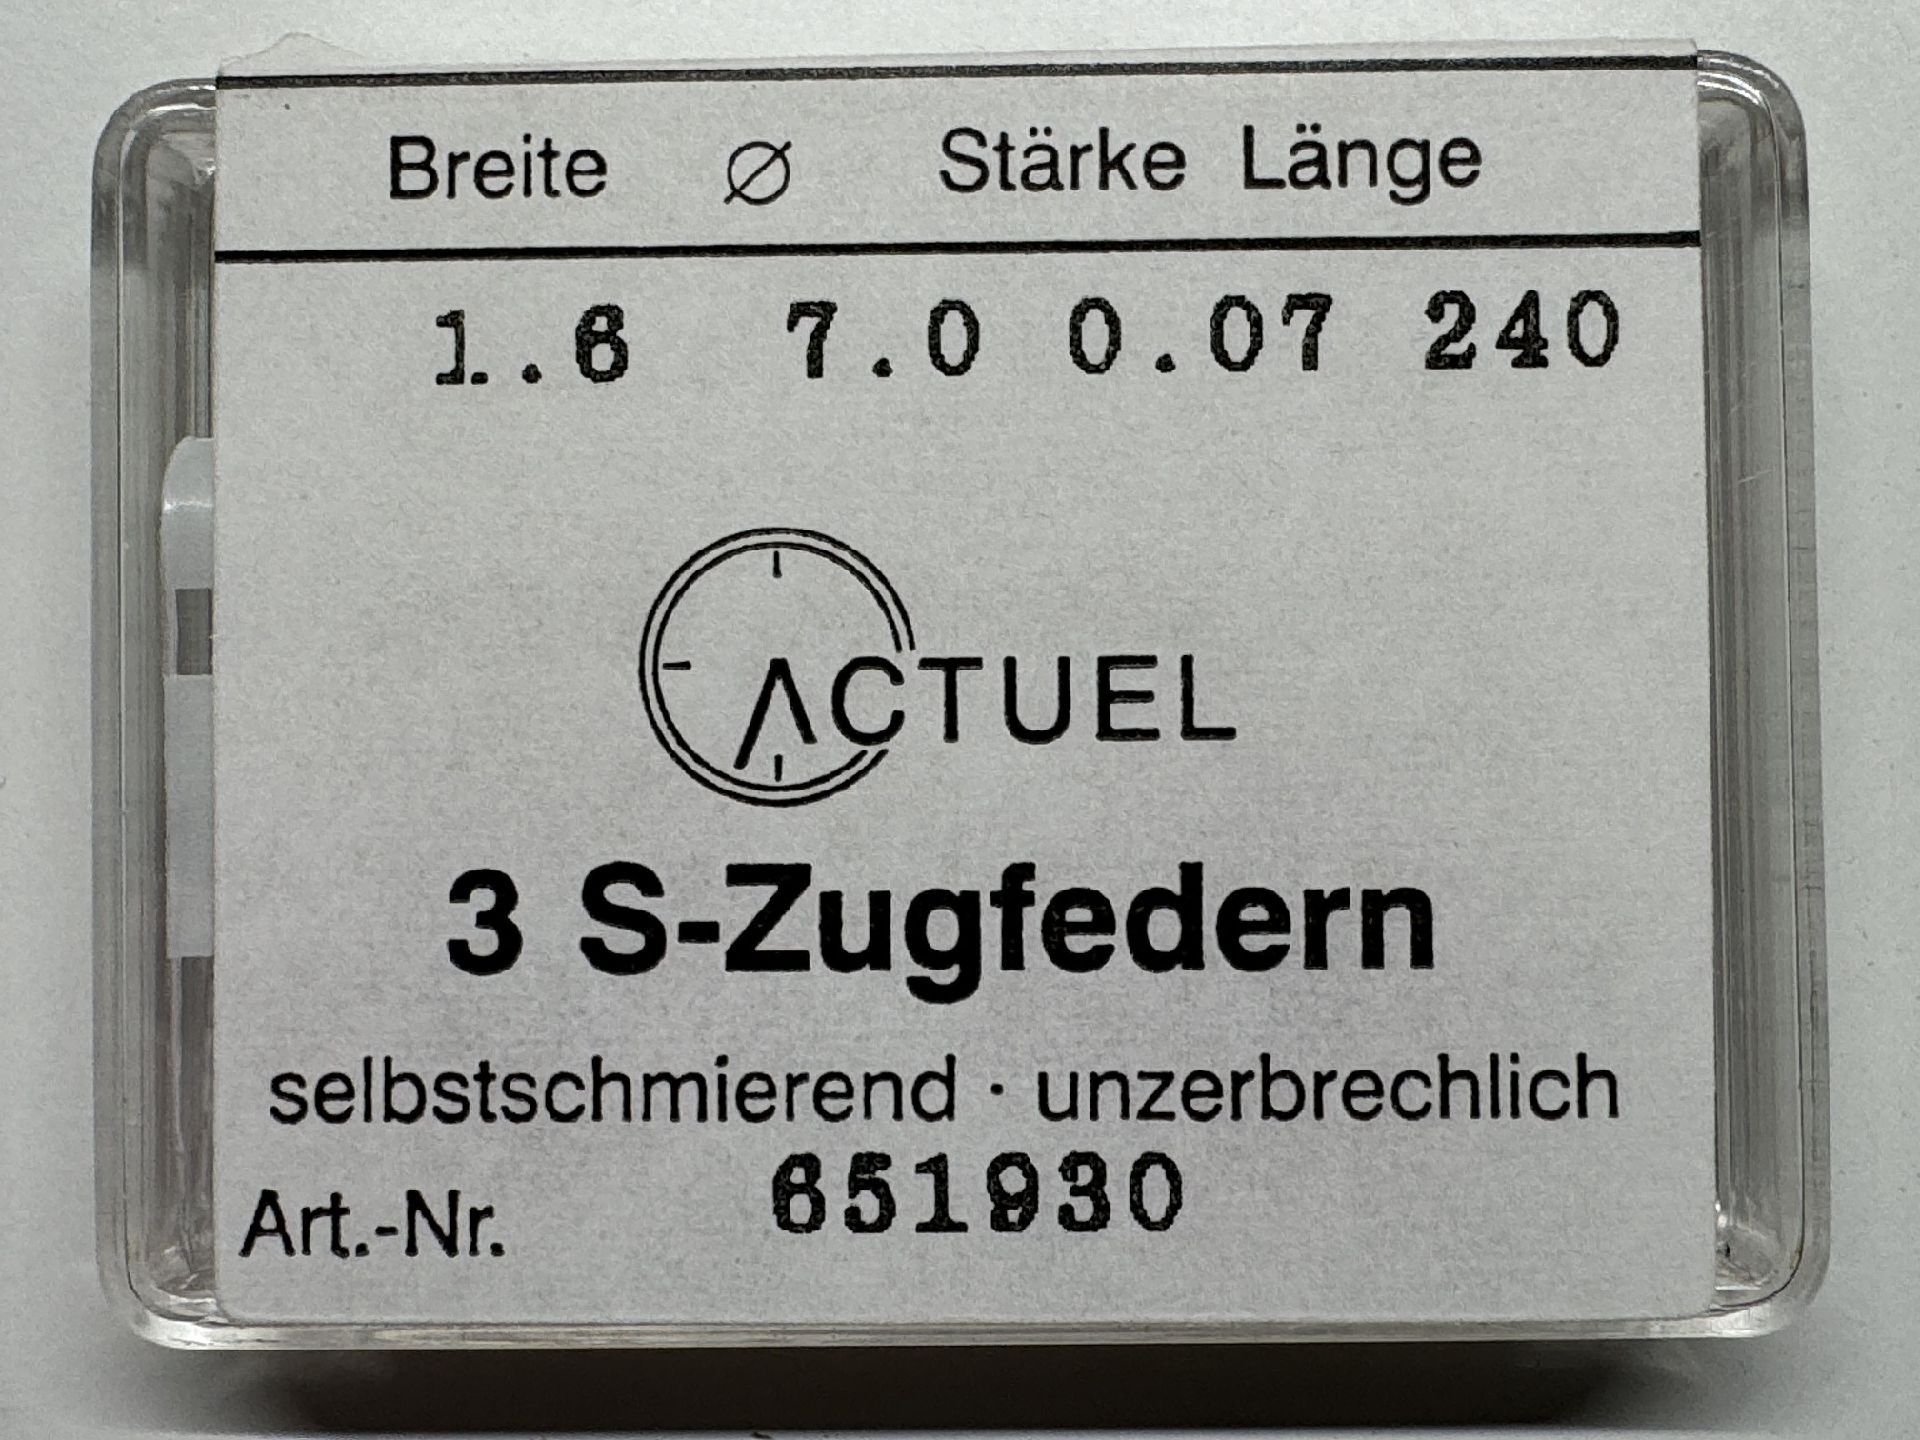 Breite Ø Stärke Länge
1.6 7.0 0.07 240
ACTUEL
3 S-Zugfedern
selbstschmierend · unzerbrechlich
Art.-Nr. 651930